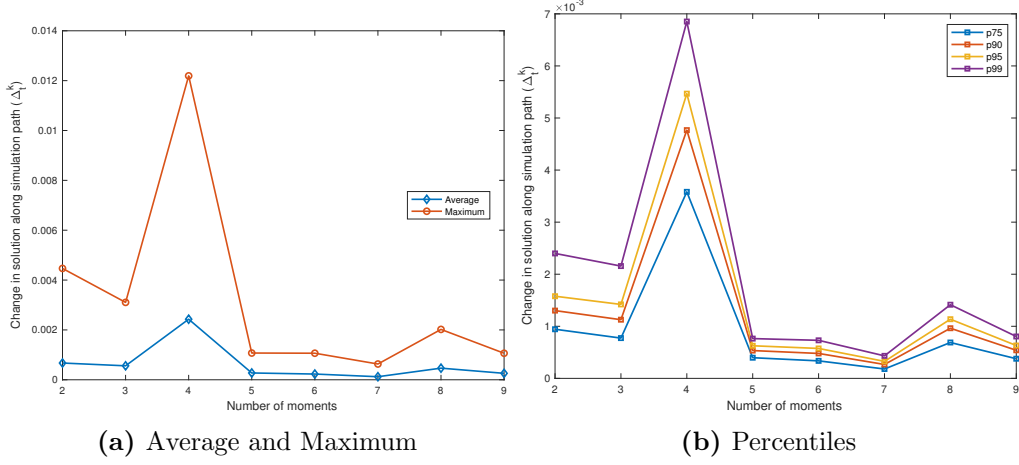 0.014
0.012
0.01
0.008
0.006
0.004
0.002
0
Change in solution along simulation path (Δ_t^k)
Average
Maximum
2 3 4 5 6 7 8 9
Number of moments
(a) Average and Maximum
×10^-3
7
6
5
4
3
2
1
0
Change in solution along simulation path (Δ_t^k)
p75
p90
p95
p99
2 3 4 5 6 7 8 9
Number of moments
(b) Percentiles